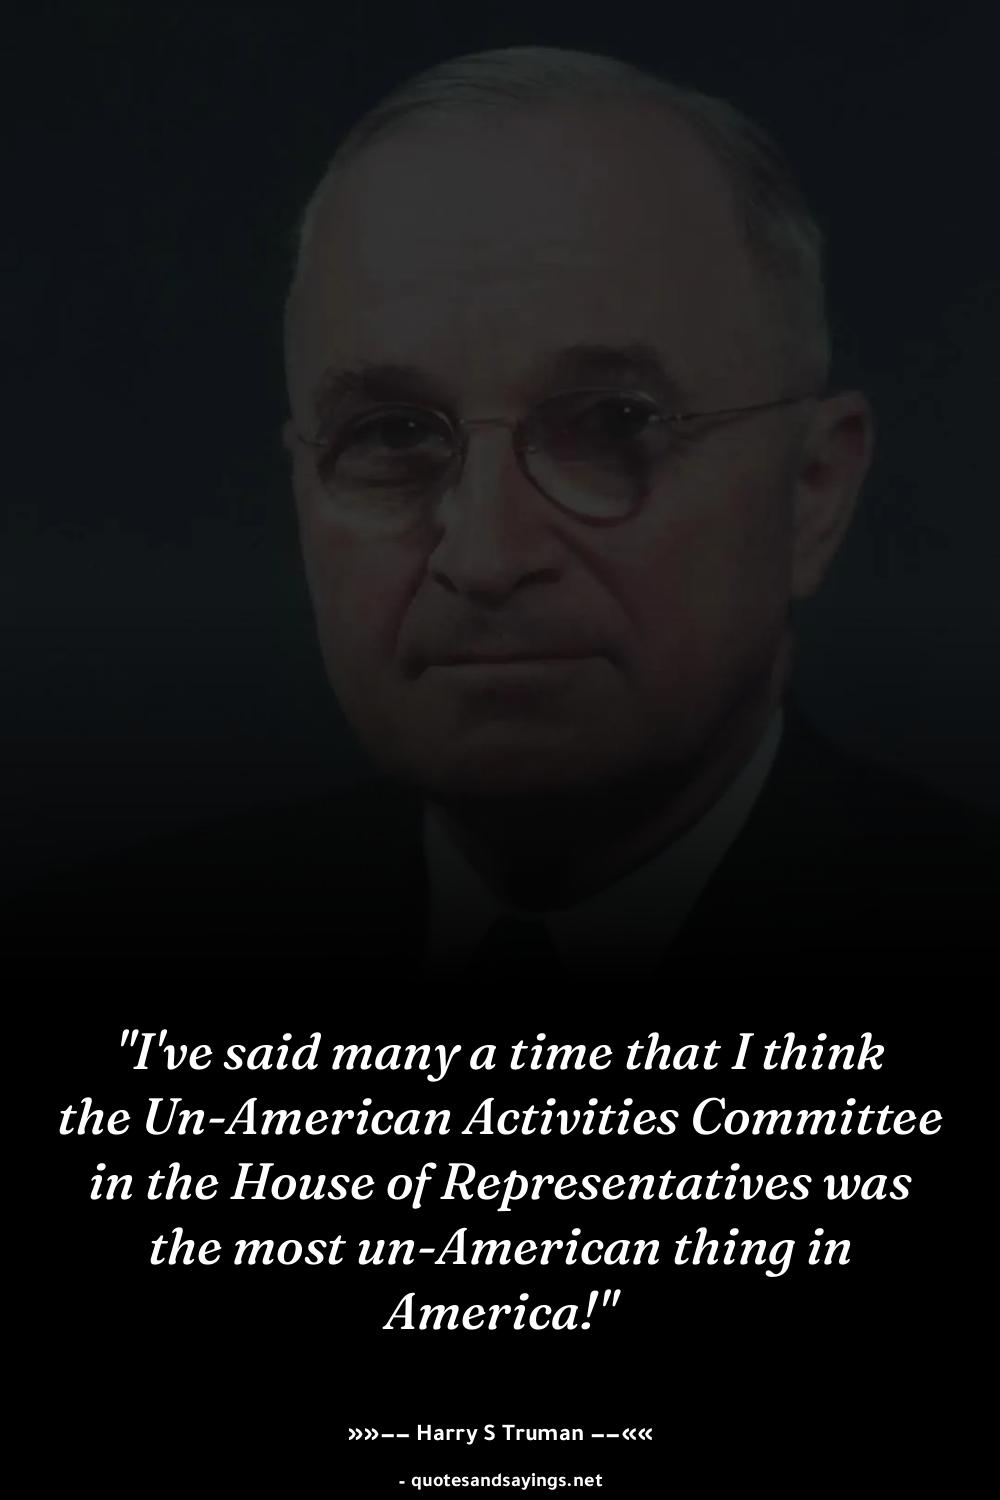 "I've said many a time that I think
the Un-American Activities Committee
in the House of Representatives was
the most un-American thing in
America!"
»»–– Harry S Truman ––««
- quotesandsayings.net